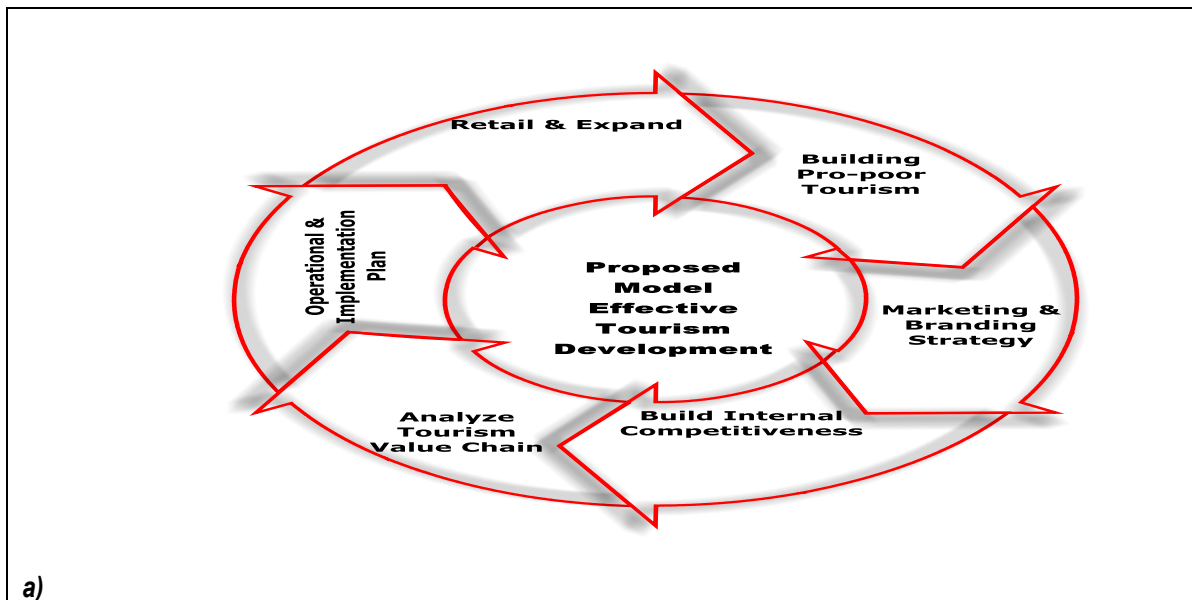 Retail & Expand
Building
Pro-poor
Tourism
Operational &
Implementation
Plan
Proposed
Model
Effective
Tourism
Development
Marketing &
Branding
Strategy
Analyze
Tourism
Value Chain
Build Internal
Competitiveness
a)